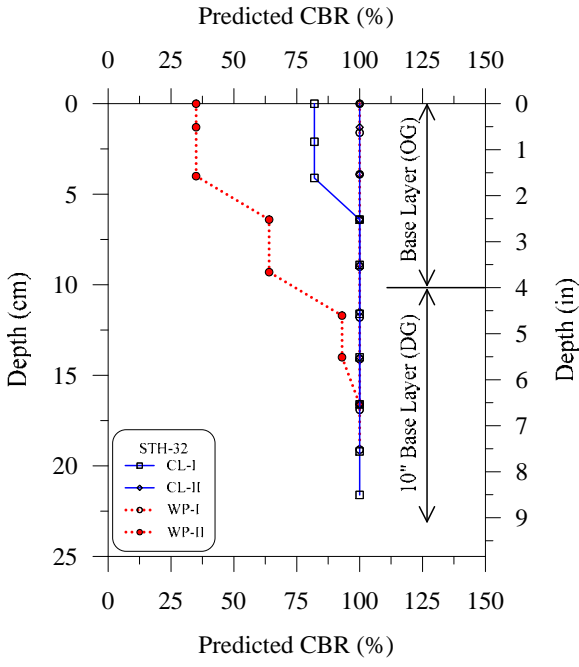 Predicted CBR (%)
0 25 50 75 100 125 150
0
5
10
15
20
25
Depth (cm)
0
1
2
3
4
5
6
7
8
9
Depth (in)
Base Layer (OG)
10" Base Layer (DG)
STH-32
CL-I
CL-II
WP-I
WP-II
0 25 50 75 100 125 150
Predicted CBR (%)